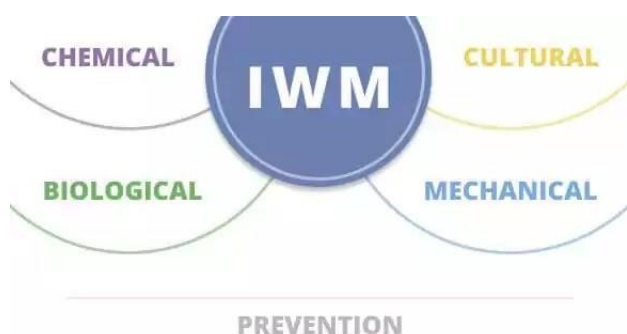 CHEMICAL
IWM
CULTURAL
BIOLOGICAL
MECHANICAL
PREVENTION